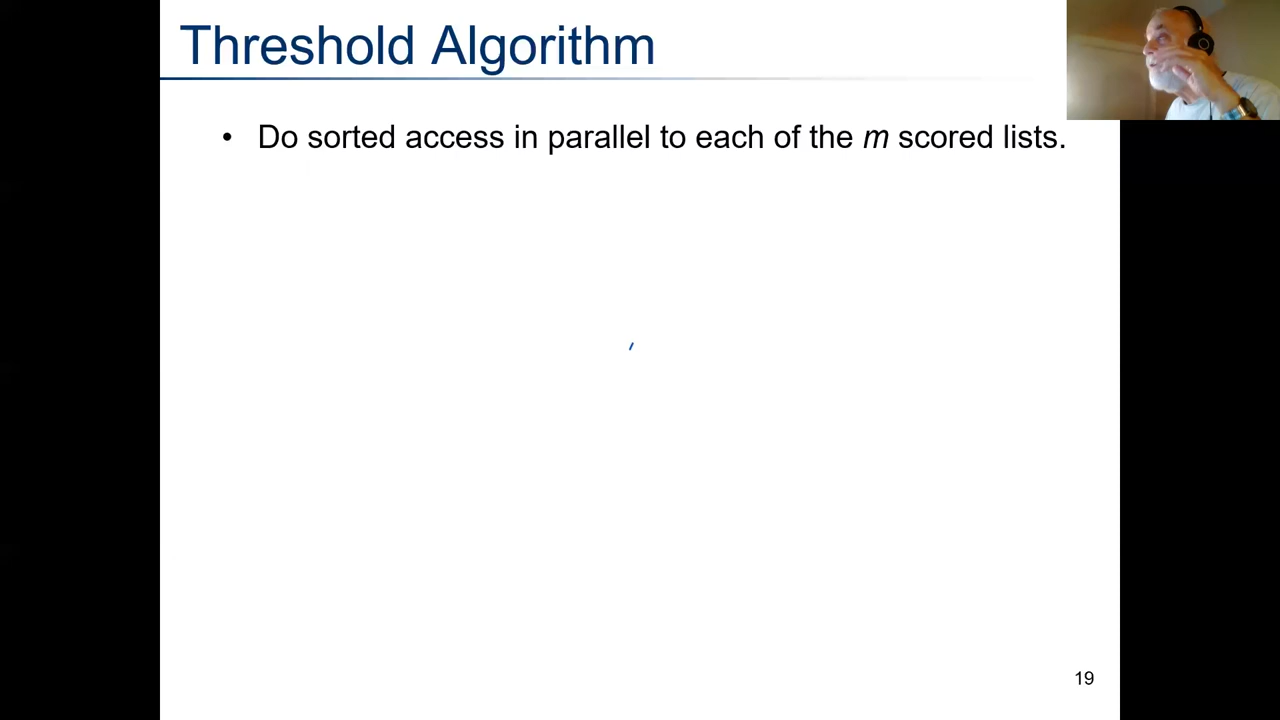 Threshold Algorithm
• Do sorted access in parallel to each of the m scored lists.
19